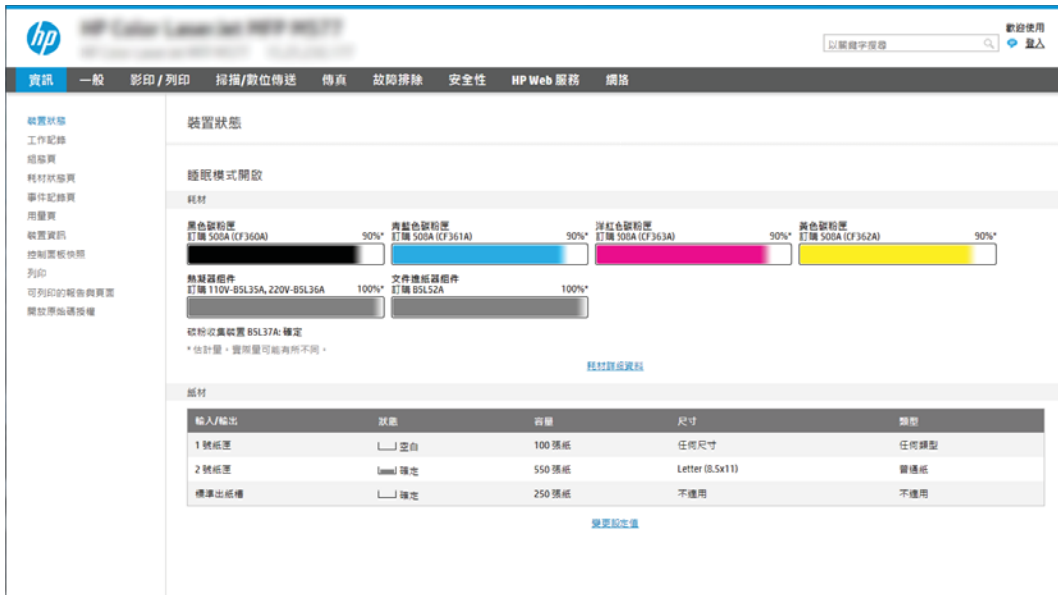 hp
歡迎使用
以關鍵字搜尋
登入
資訊 一般 影印 / 列印 掃描/數位傳送 傳真 故障排除 安全性 HP Web 服務 網路
裝置狀態
工作記錄
組態頁
耗材狀態頁
事件記錄頁
用量頁
裝置資訊
控制面板快照
列印
可列印的報告與頁面
開放原始碼授權
裝置狀態
睡眠模式開啟
耗材
黑色碳粉匣
訂購 508A (CF360A) 90%*
青藍色碳粉匣
訂購 508A (CF361A) 90%*
洋紅色碳粉匣
訂購 508A (CF363A) 90%*
黃色碳粉匣
訂購 508A (CF362A) 90%*
熱凝器組件
訂購 110V-B5L35A, 220V-B5L36A 100%*
文件進紙器組件
訂購 B5L52A 100%*
碳粉收集裝置 B5L37A: 確定
* 估計量。實際量可能有所不同。
耗材詳細資料
紙材
輸入/輸出 狀態 容量 尺寸 類型
1 號紙匣 空白 100 張紙 任何尺寸 任何類型
2 號紙匣 確定 550 張紙 Letter (8.5x11) 普通紙
標準出紙槽 確定 250 張紙 不適用 不適用
變更設定值